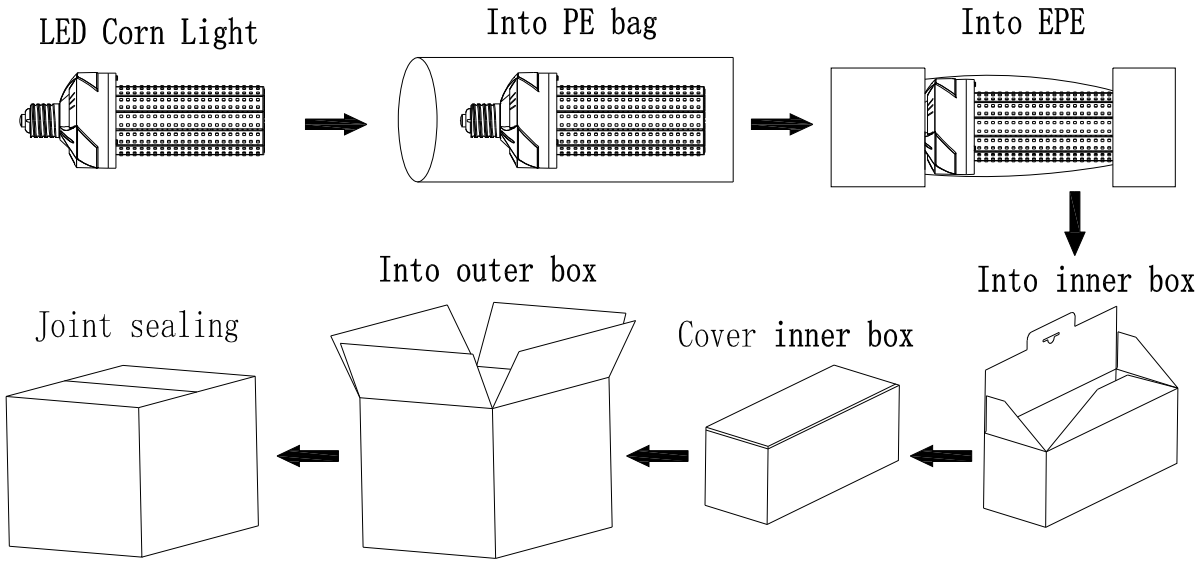 LED Corn Light
Into PE bag
Into EPE
Into inner box
Cover inner box
Into outer box
Joint sealing